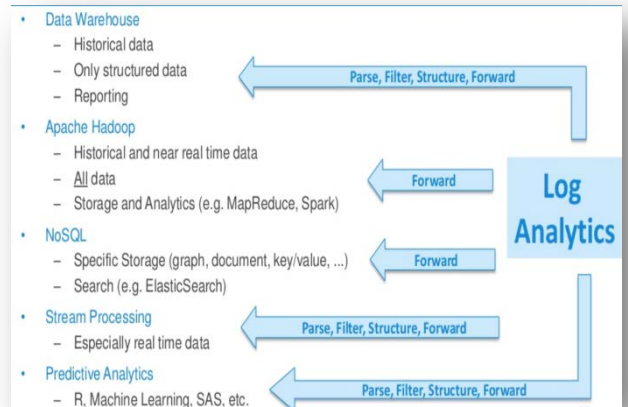 • Data Warehouse
– Historical data
– Only structured data
– Reporting
Parse, Filter, Structure, Forward
• Apache Hadoop
– Historical and near real time data
– All data
– Storage and Analytics (e.g. MapReduce, Spark)
Forward
Log
Analytics
• NoSQL
– Specific Storage (graph, document, key/value, ...)
– Search (e.g. ElasticSearch)
Forward
• Stream Processing
– Especially real time data
Parse, Filter, Structure, Forward
• Predictive Analytics
– R, Machine Learning, SAS, etc.
Parse, Filter, Structure, Forward